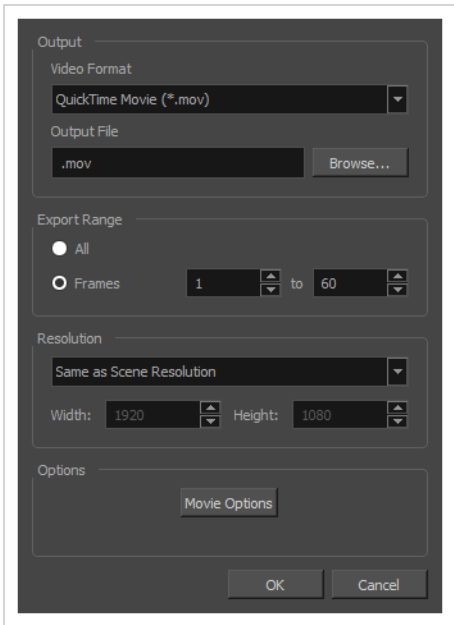 Output
Video Format
QuickTime Movie (*.mov)
Output File
.mov Browse...
Export Range
All
Frames 1 to 60
Resolution
Same as Scene Resolution
Width: 1920 Height: 1080
Options
Movie Options
OK Cancel